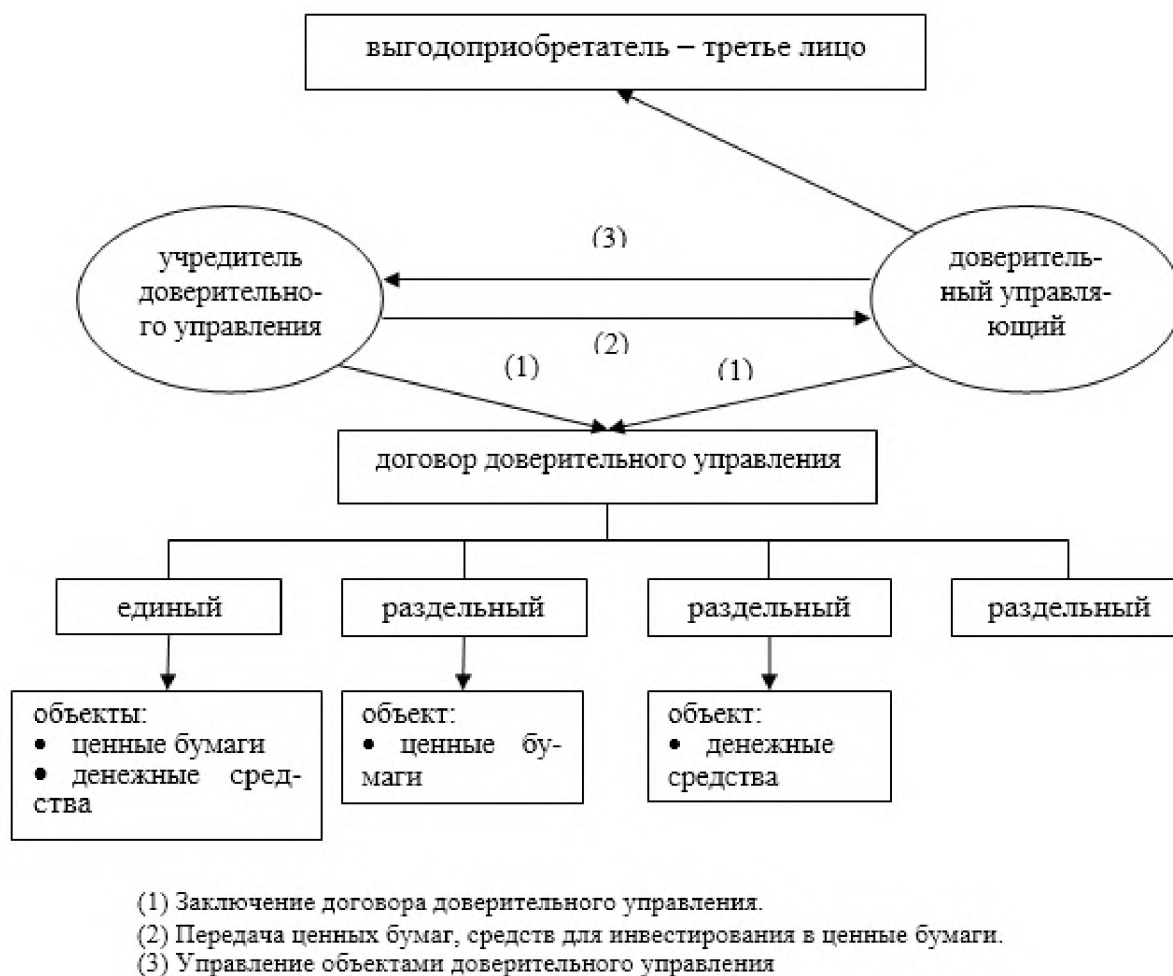 выгодоприобретатель – третье лицо
(3)
учредитель
доверительно-
го управления
доверитель-
ный управля-
ющий
(2)
(1)
(1)
договор доверительного управления
единый
раздельный
раздельный
раздельный
объекты:
• ценные бумаги
• денежные сред-
ства
объект:
• ценные бу-
маги
объект:
• денежные
средства
(1) Заключение договора доверительного управления.
(2) Передача ценных бумаг, средств для инвестирования в ценные бумаги.
(3) Управление объектами доверительного управления